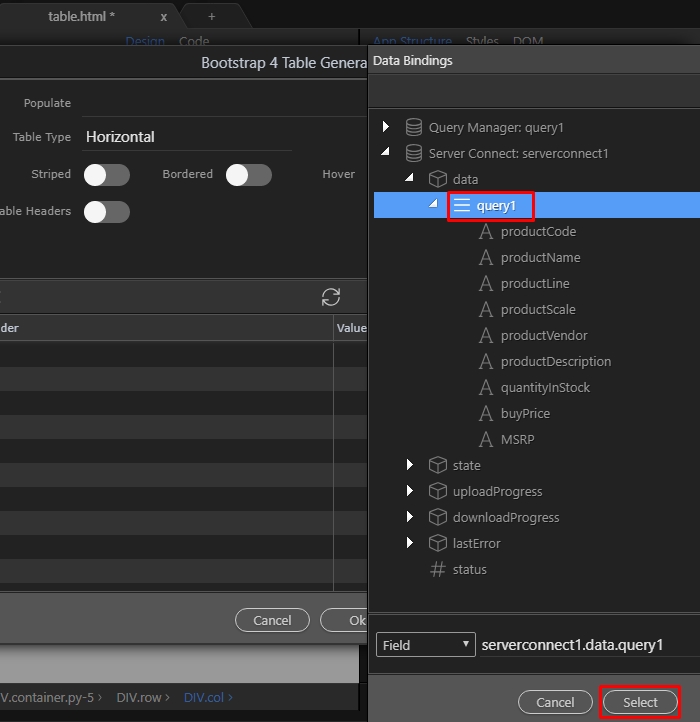 table.html *
x
+
Design
Code
App Structure
Styles
DOM
Bootstrap 4 Table Genera
Populate
Table Type
Horizontal
Striped
Bordered
Hover
able Headers
der
Value
Cancel
Ok
V.container.py-5 >
DIV.row >
DIV.col >
Data Bindings
Query Manager: query1
Server Connect: serverconnect1
data
query1
productCode
productName
productLine
productScale
productVendor
productDescription
quantityInStock
buyPrice
MSRP
state
uploadProgress
downloadProgress
lastError
# status
Field
serverconnect1.data.query1
Cancel
Select